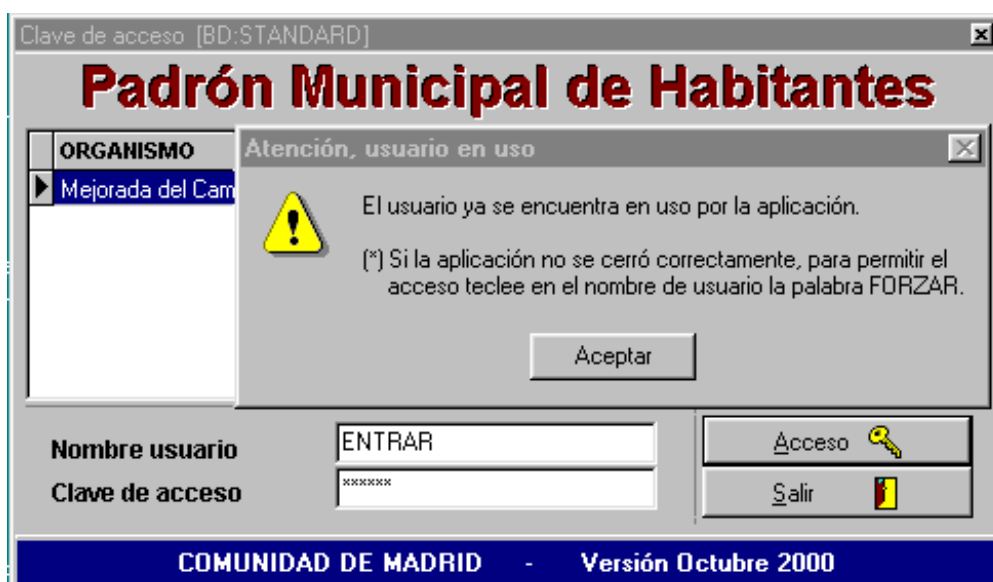 Clave de acceso [BD:STANDARD]
Padrón Municipal de Habitantes
ORGANISMO
Mejorada del Cam
Atención, usuario en uso
El usuario ya se encuentra en uso por la aplicación.
(*) Si la aplicación no se cerró correctamente, para permitir el
acceso teclee en el nombre de usuario la palabra FORZAR.
Aceptar
Nombre usuario ENTRAR
Clave de acceso ******
Acceso
Salir
COMUNIDAD DE MADRID - Versión Octubre 2000